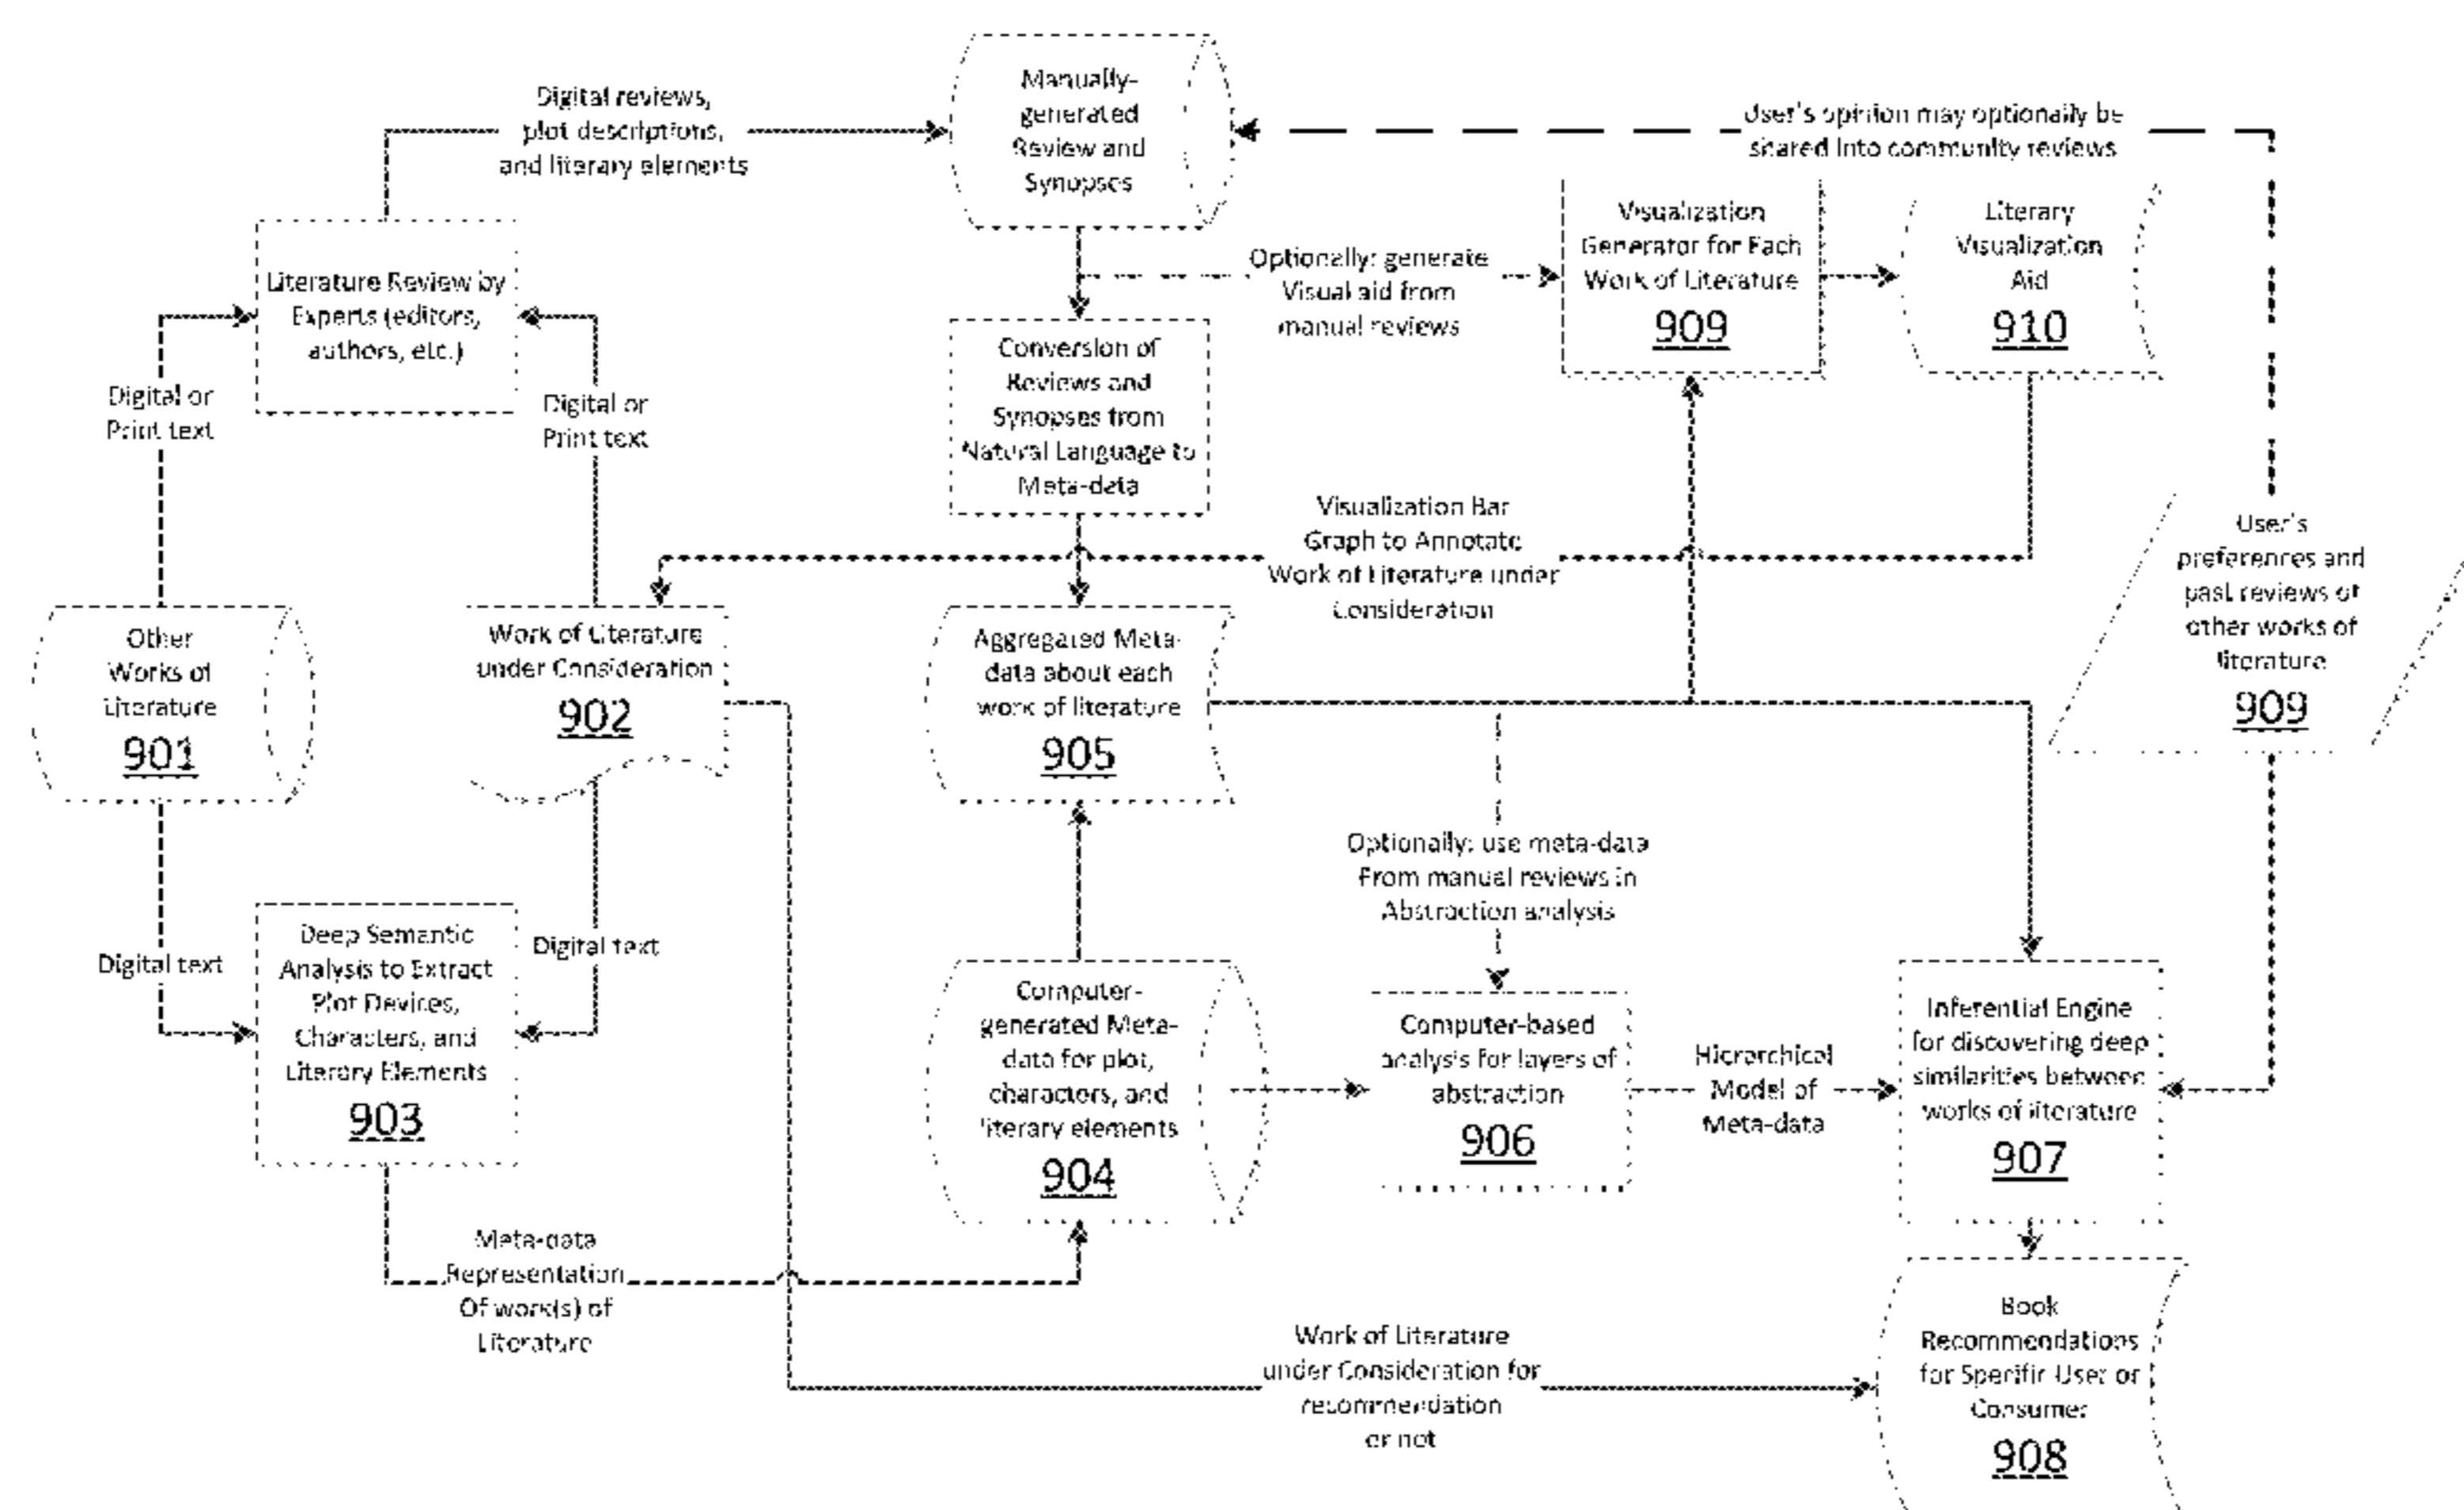 Manually-
generated
Review and
Synopses
Digital reviews,
plot descriptions,
and literary elements
User's opinion may optionally be
shared into community reviews
Literature Review by
Experts (editors,
authors, etc.)
Optionally: generate
Visual aid from
manual reviews
Visualization
Generator for Each
Work of Literature
909
Literary
Visualization
Aid
910
Digital or
Print text
Digital or
Print text
Conversion of
Reviews and
Synopses from
Natural Language to
Meta-data
Visualization Bar
Graph to Annotate
Work of Literature under
Consideration
User's
preferences and
past reviews of
other works of
literature
909
Other
Works of
Literature
901
Work of Literature
under Consideration
902
Aggregated Meta-
data about each
work of literature
905
Optionally: use meta-data
From manual reviews in
Abstraction analysis
Digital text
Deep Semantic
Analysis to Extract
Plot Devices,
Characters, and
Literary Elements
903
Digital text
Computer-
generated Meta-
data for plot,
characters, and
literary elements
904
Computer-based
analysis for layers of
abstraction
906
Hierarchical
Model of
Meta-data
Inferential Engine
for discovering deep
similarities between
works of literature
907
Meta-data
Representation
Of work(s) of
Literature
Work of Literature
under Consideration for
recommendation
or not
Book
Recommendations
for Specific User or
Consumer
908